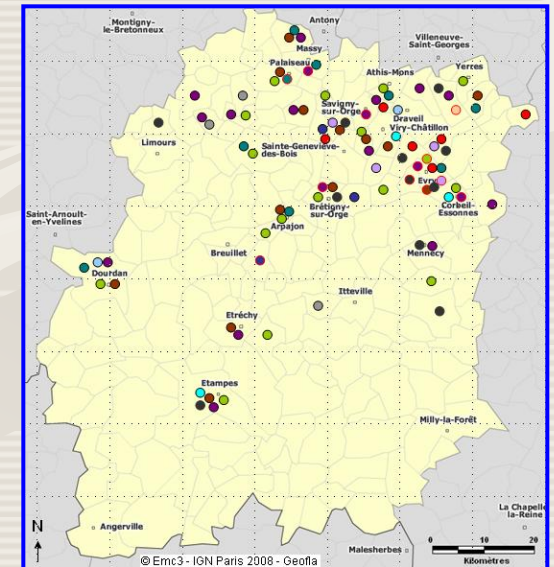 Montigny-
le-Bretonneux
Antony
Villeneuve-
Saint-Georges
Massy
Palaiseau
Athis-Mons
Yerres
Savigny-
sur-Orge
Draveil
Viry-Châtillon
Limours
Sainte-Geneviève-
des-Bois
Evry
Brétigny-
sur-Orge
Corbeil-
Essonnes
Saint-Arnoult-
en-Yvelines
Arpajon
Breuillet
Mennecy
Dourdan
Itteville
Etréchy
Etampes
Milly-la-Forêt
La Chapelle
la-Reine
N
Angerville
Malesherbes
0 10 20
Kilomètres
© Emc3 - IGN Paris 2008 - Geofla